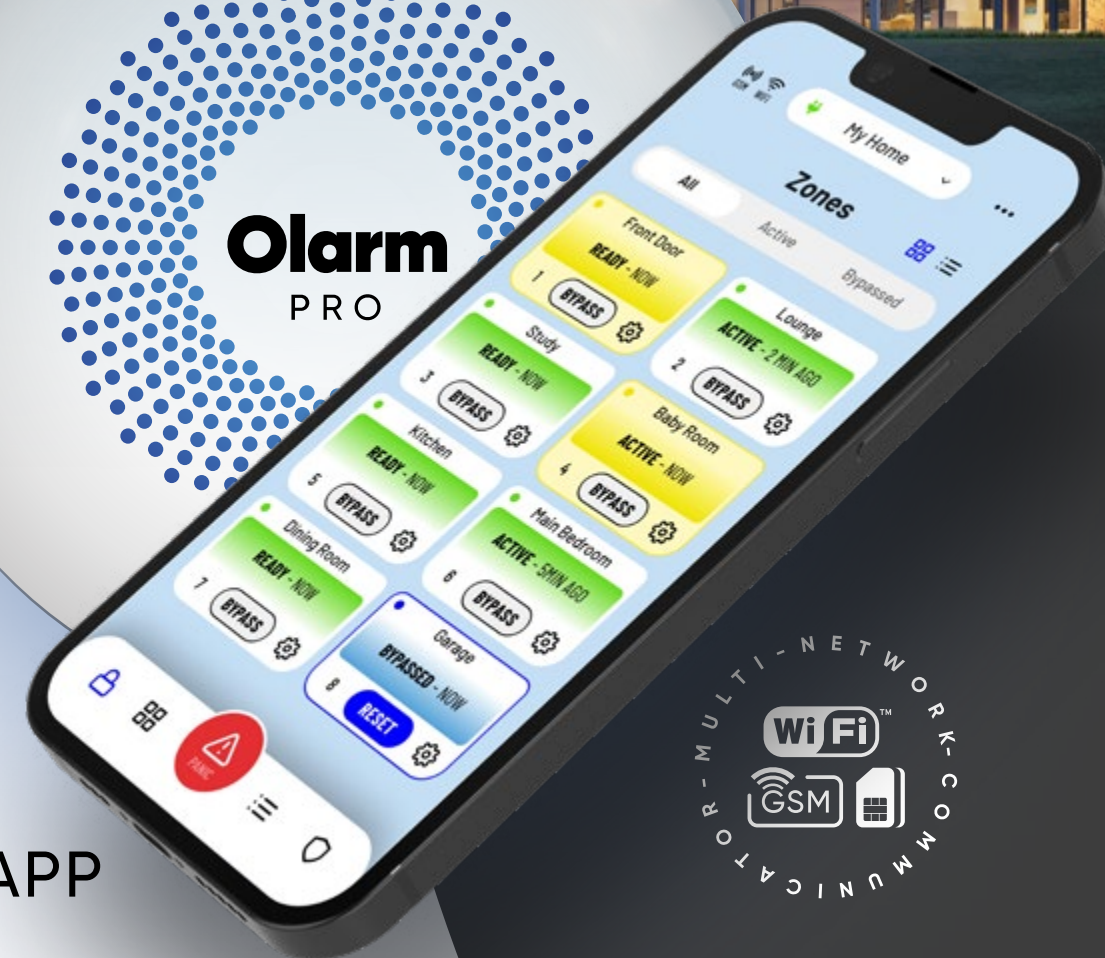 Olarm
PRO
GSM
WiFi
My Home
Zones
All
Active
Bypassed
Front Door
READY - NOW
1
BYPASS
Lounge
ACTIVE - 2 MIN AGO
2
BYPASS
Study
READY - NOW
3
BYPASS
Baby Room
ACTIVE - NOW
4
BYPASS
Kitchen
READY - NOW
5
BYPASS
Main Bedroom
ACTIVE - 5MIN AGO
6
BYPASS
Dining Room
READY - NOW
7
BYPASS
Garage
BYPASSED - NOW
8
RESET
PANIC
APP
MULTI-NETWORK-COMMUNICATOR-
WiFi™
GSM